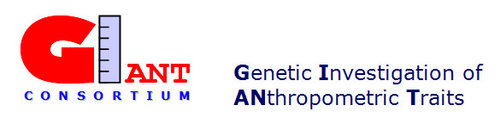 GIANT
CONSORTIUM
Genetic Investigation of
ANthropometric Traits